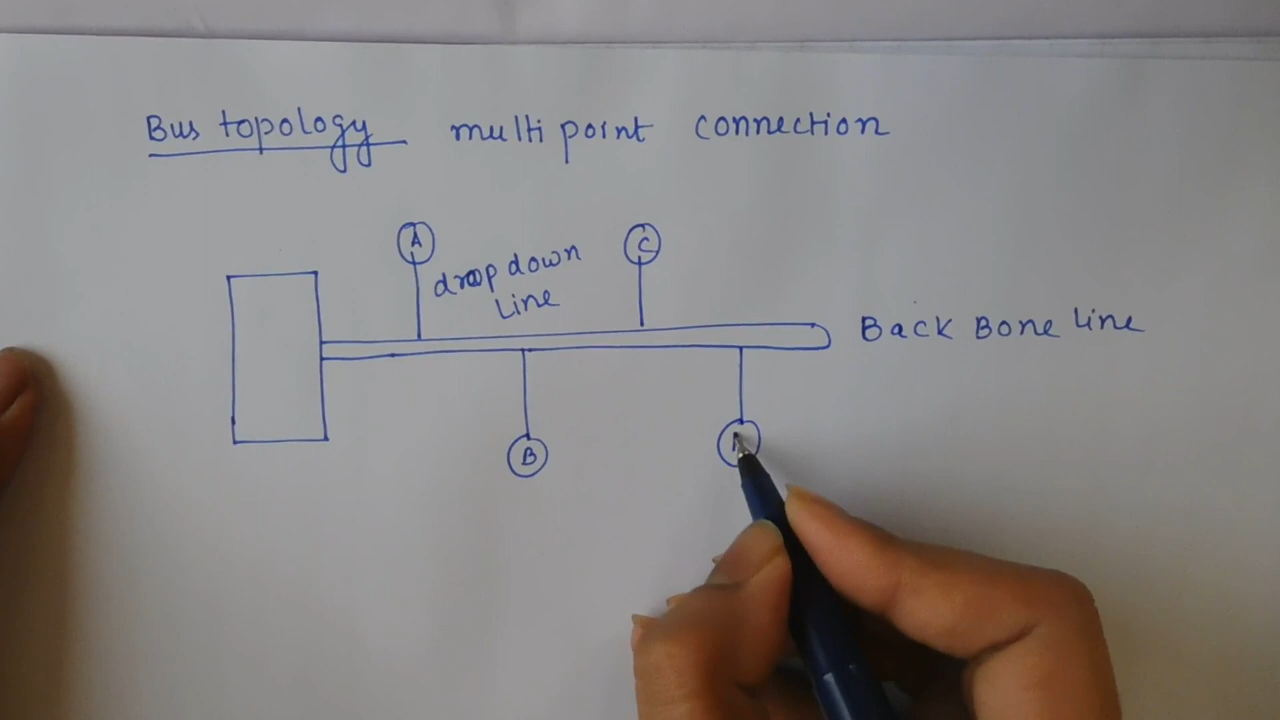 Bus topology multi point connection
A
C
drop down
Line
Back Bone line
B